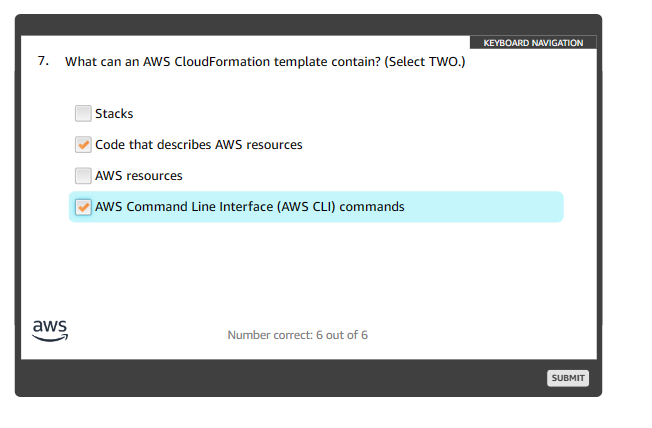 KEYBOARD NAVIGATION
7. What can an AWS CloudFormation template contain? (Select TWO.)
Stacks
Code that describes AWS resources
AWS resources
AWS Command Line Interface (AWS CLI) commands
aws
Number correct: 6 out of 6
SUBMIT